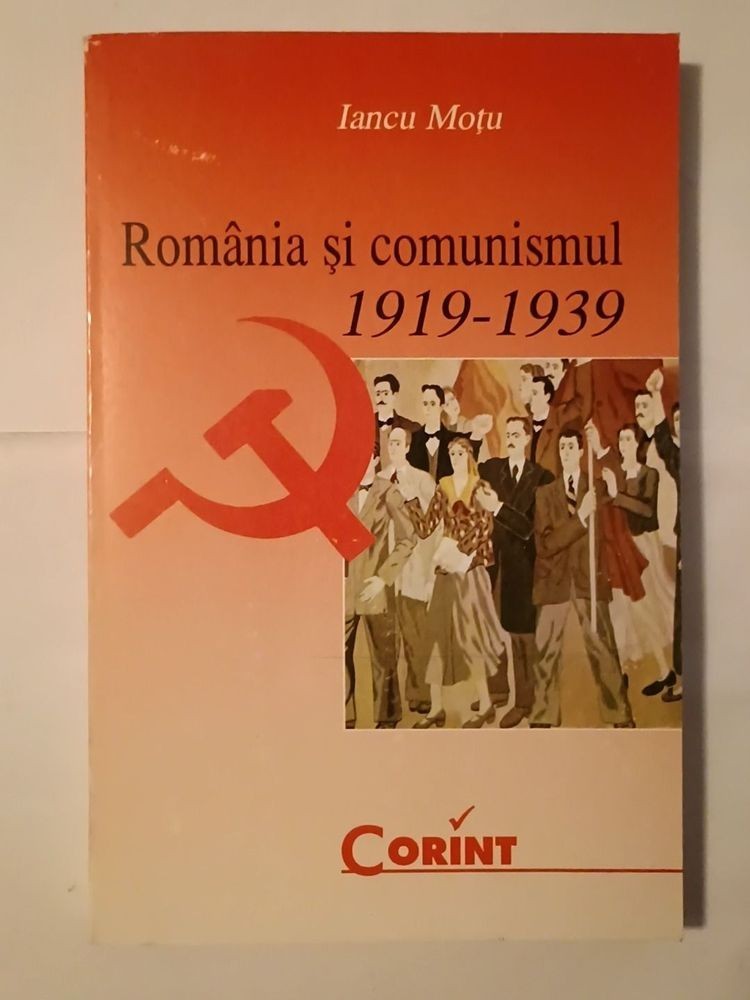 Iancu Moţu
România şi comunismul
1919-1939
CORINT